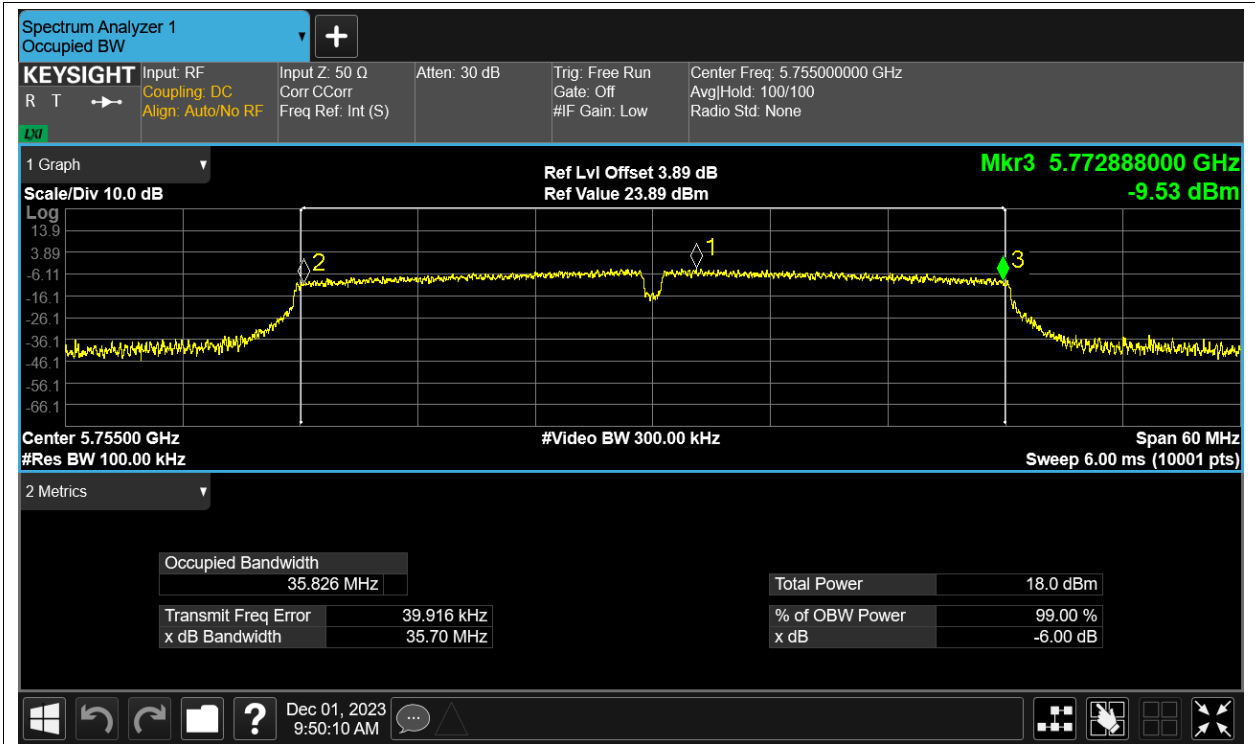 Spectrum Analyzer 1
Occupied BW
+
KEYSIGHT
R T
LXI
Input: RF
Coupling: DC
Align: Auto/No RF
Input Z: 50 Ω
Corr CCorr
Freq Ref: Int (S)
Atten: 30 dB
Trig: Free Run
Gate: Off
#IF Gain: Low
Center Freq: 5.755000000 GHz
Avg|Hold: 100/100
Radio Std: None
1 Graph
Scale/Div 10.0 dB
Ref Lvl Offset 3.89 dB
Ref Value 23.89 dBm
Mkr3 5.772888000 GHz
-9.53 dBm
Log
13.9
3.89
-6.11
-16.1
-26.1
-36.1
-46.1
-56.1
-66.1
2
1
3
Center 5.75500 GHz
#Res BW 100.00 kHz
#Video BW 300.00 kHz
Span 60 MHz
Sweep 6.00 ms (10001 pts)
2 Metrics
Occupied Bandwidth
35.826 MHz
Transmit Freq Error 39.916 kHz
x dB Bandwidth 35.70 MHz
Total Power 18.0 dBm
% of OBW Power 99.00 %
x dB -6.00 dB
?
Dec 01, 2023
9:50:10 AM